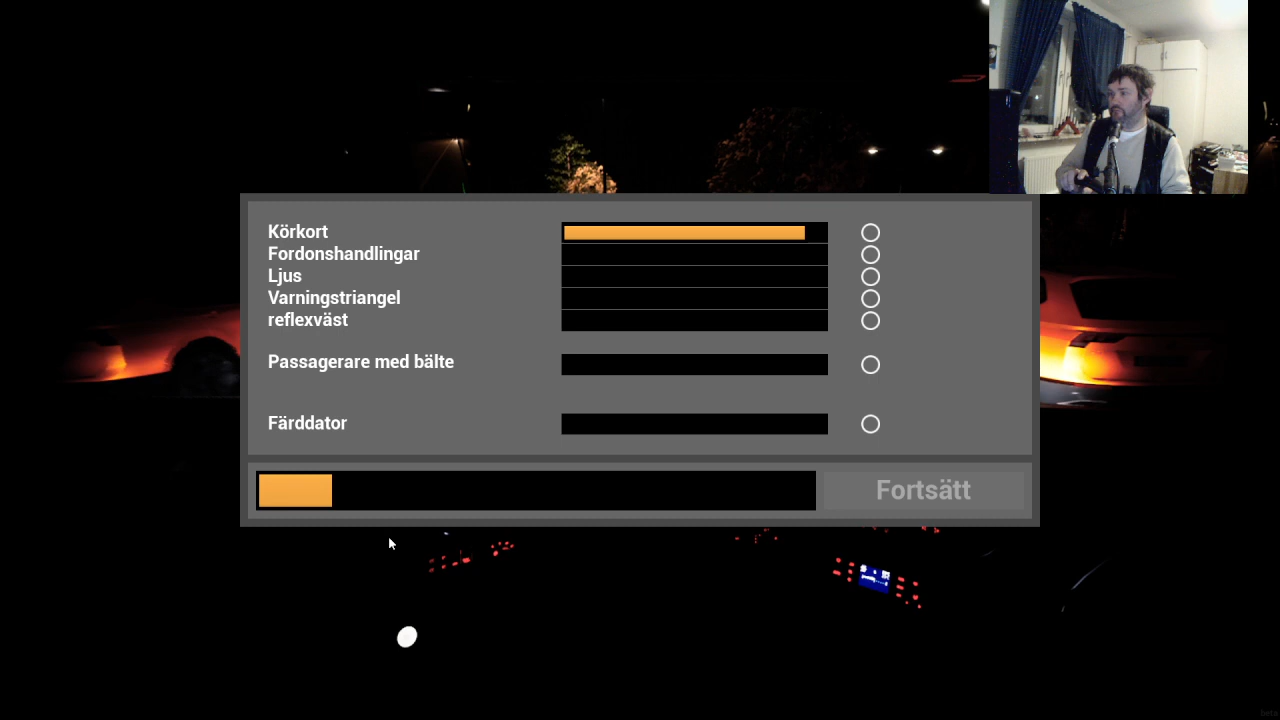 Körkort
Fordonshandlingar
Ljus
Varningstriangel
reflexväst
Passagerare med bälte
Färddator
Fortsätt